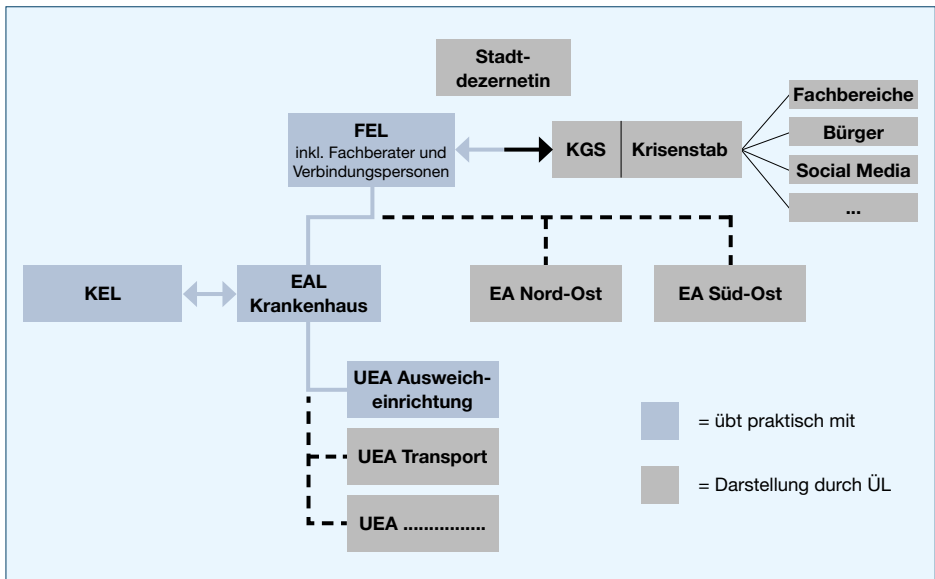 Stadt-
dezernetin
FEL
inkl. Fachberater und
Verbindungspersonen
KGS
Krisenstab
Fachbereiche
Bürger
Social Media
...
KEL
EAL
Krankenhaus
EA Nord-Ost
EA Süd-Ost
UEA Ausweich-
einrichtung
UEA Transport
UEA ................
= übt praktisch mit
= Darstellung durch ÜL